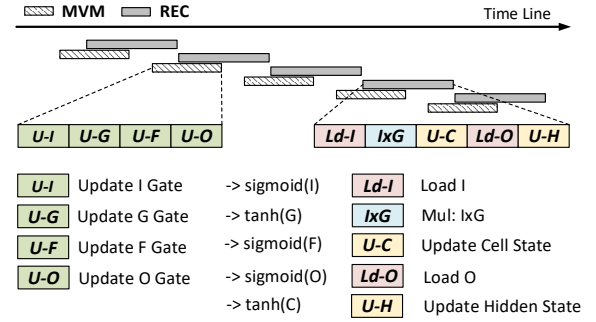 MVM REC Time Line
U-I U-G U-F U-O Ld-I IxG U-C Ld-O U-H
U-I Update I Gate -> sigmoid(I) Ld-I Load I
U-G Update G Gate -> tanh(G) IxG Mul: IxG
U-F Update F Gate -> sigmoid(F) U-C Update Cell State
U-O Update O Gate -> sigmoid(O) Ld-O Load O
-> tanh(C) U-H Update Hidden State